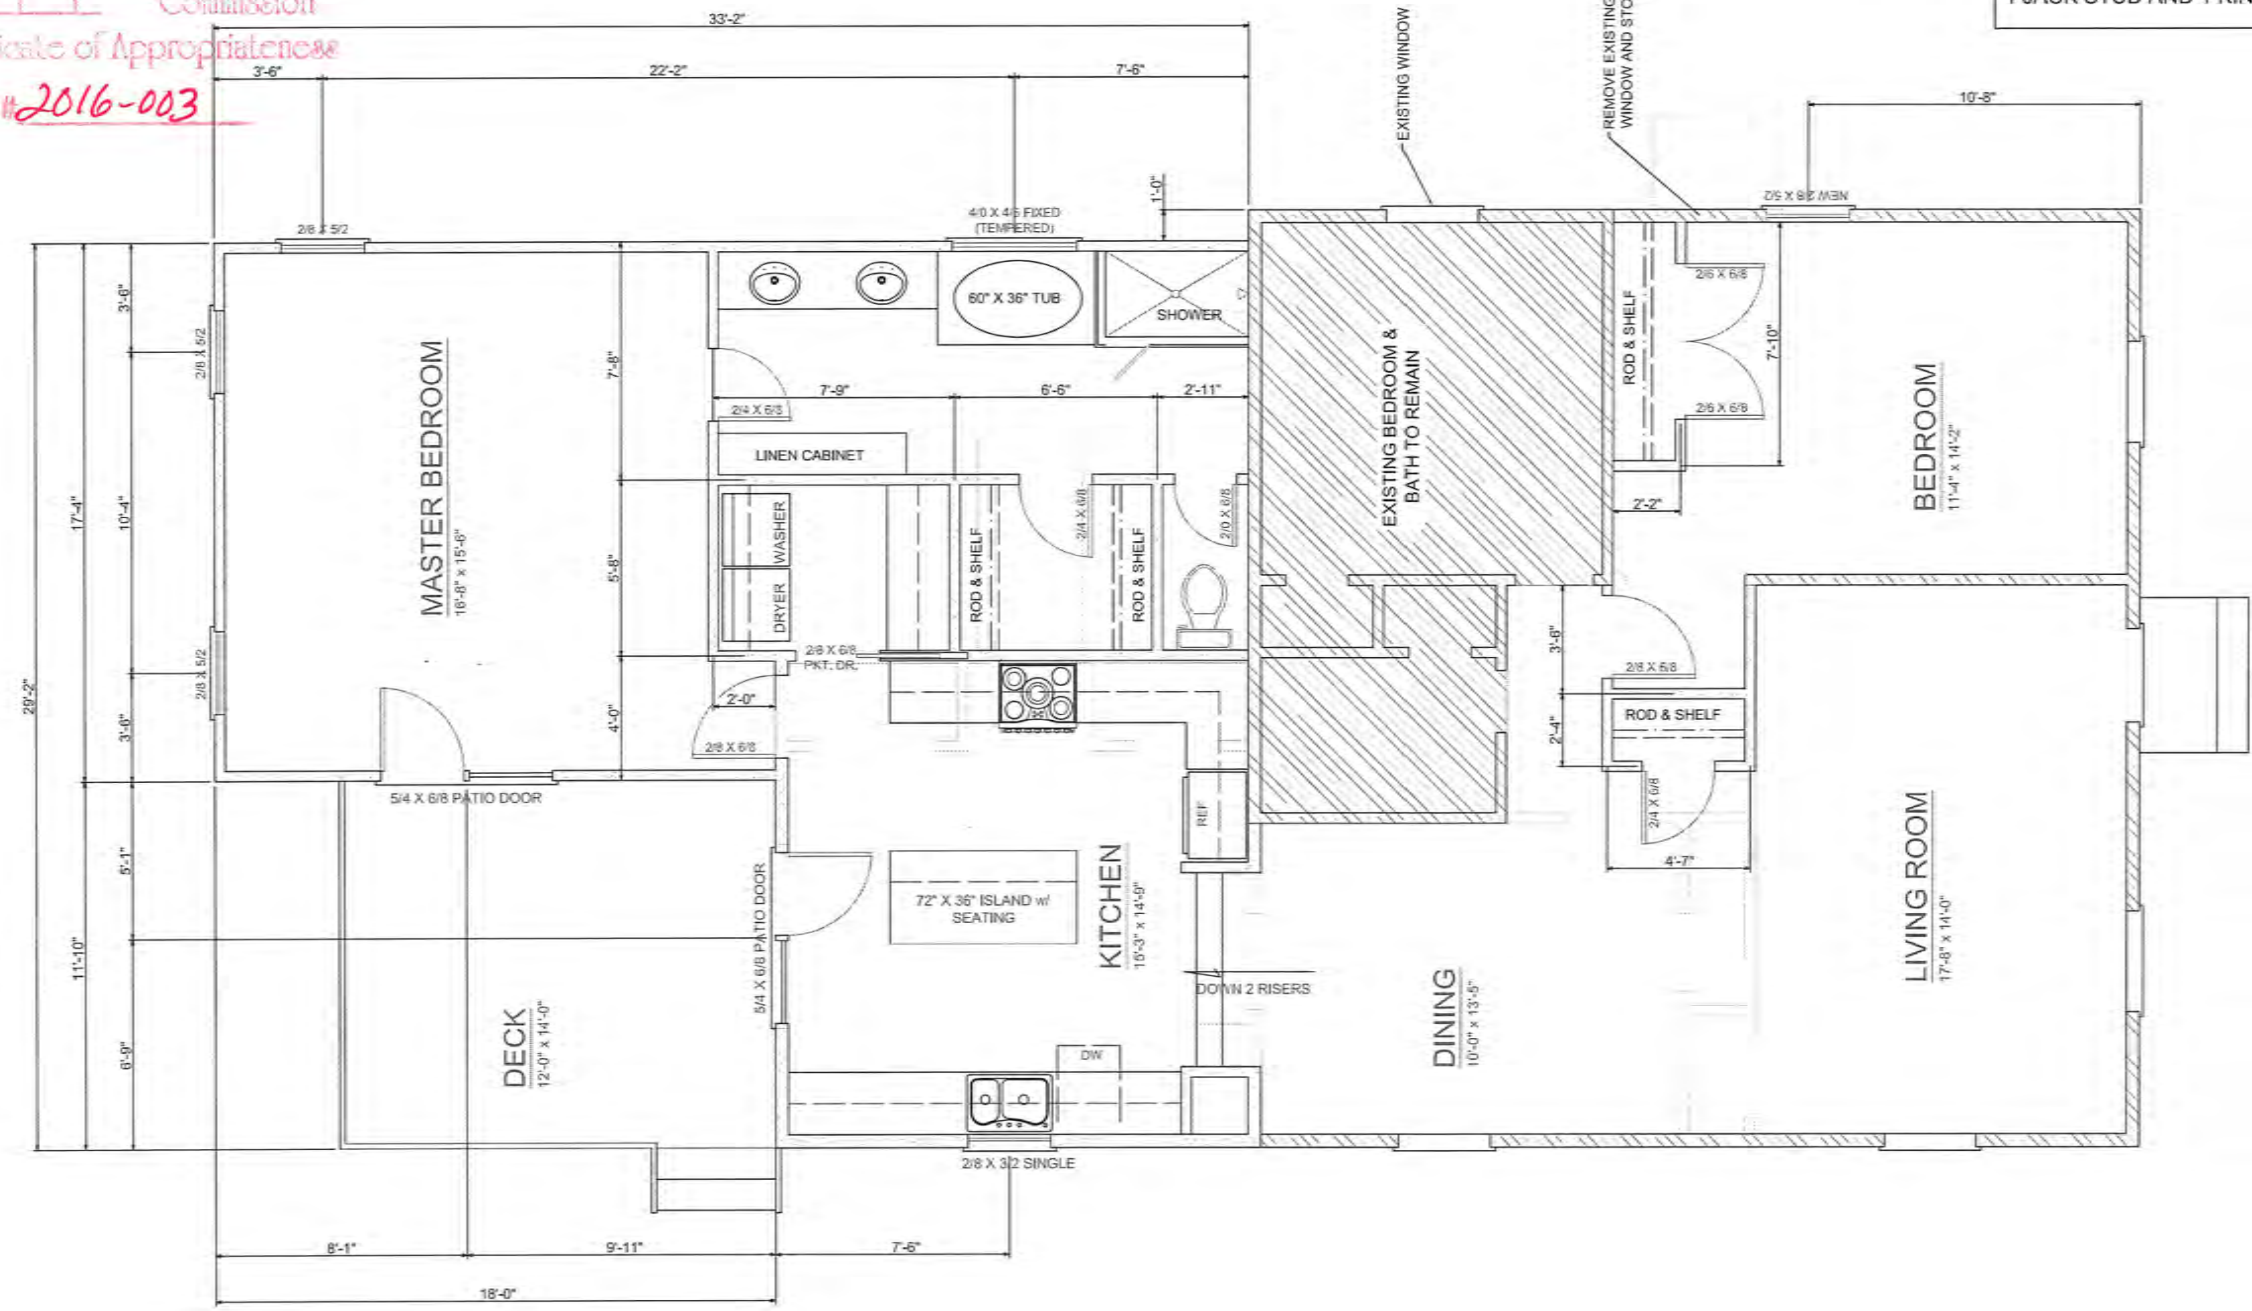 Commission
Appropriateness
#2016-003
33'-2"
3'-6"
22'-2"
7'-6"
EXISTING WINDOW
REMOVE EXISTING
WINDOW AND
10'-8"
1'-0"
2/8 X 5/2
4/0 X 4/6 FIXED
(TEMPERED)
NEW 2/8 X 5/2
60" X 36" TUB
SHOWER
3'-6"
2/8 X 5/2
MASTER BEDROOM
16'-8" x 15'-6"
7'-8"
7'-9"
6'-6"
2'-11"
2/4 X 6/8
LINEN CABINET
EXISTING BEDROOM &
BATH TO REMAIN
ROD & SHELF
2/6 X 6/8
7'-10"
2/6 X 6/8
BEDROOM
11'-4" x 14'-2"
2'-2"
17'-4"
10'-4"
5'-8"
WASHER
DRYER
ROD & SHELF
2/4 X 6/8
ROD & SHELF
2/0 X 6/8
2/8 X 6/8
PKT. DR.
29'-2"
2/8 X 5/2
3'-6"
4'-0"
2'-0"
2/8 X 6/8
3'-6"
2/8 X 6/8
ROD & SHELF
2'-4"
2/4 X 6/8
4'-7"
5/4 X 6/8 PATIO DOOR
REF
5'-1"
11'-10"
6'-9"
5/4 X 6/8 PATIO DOOR
72" X 36" ISLAND w/
SEATING
KITCHEN
15'-3" x 14'-9"
DOWN 2 RISERS
DECK
12'-0" x 14'-0"
DW
DINING
10'-0" x 13'-5"
LIVING ROOM
17'-8" x 14'-0"
2/8 X 3/2 SINGLE
8'-1"
9'-11"
7'-6"
18'-0"